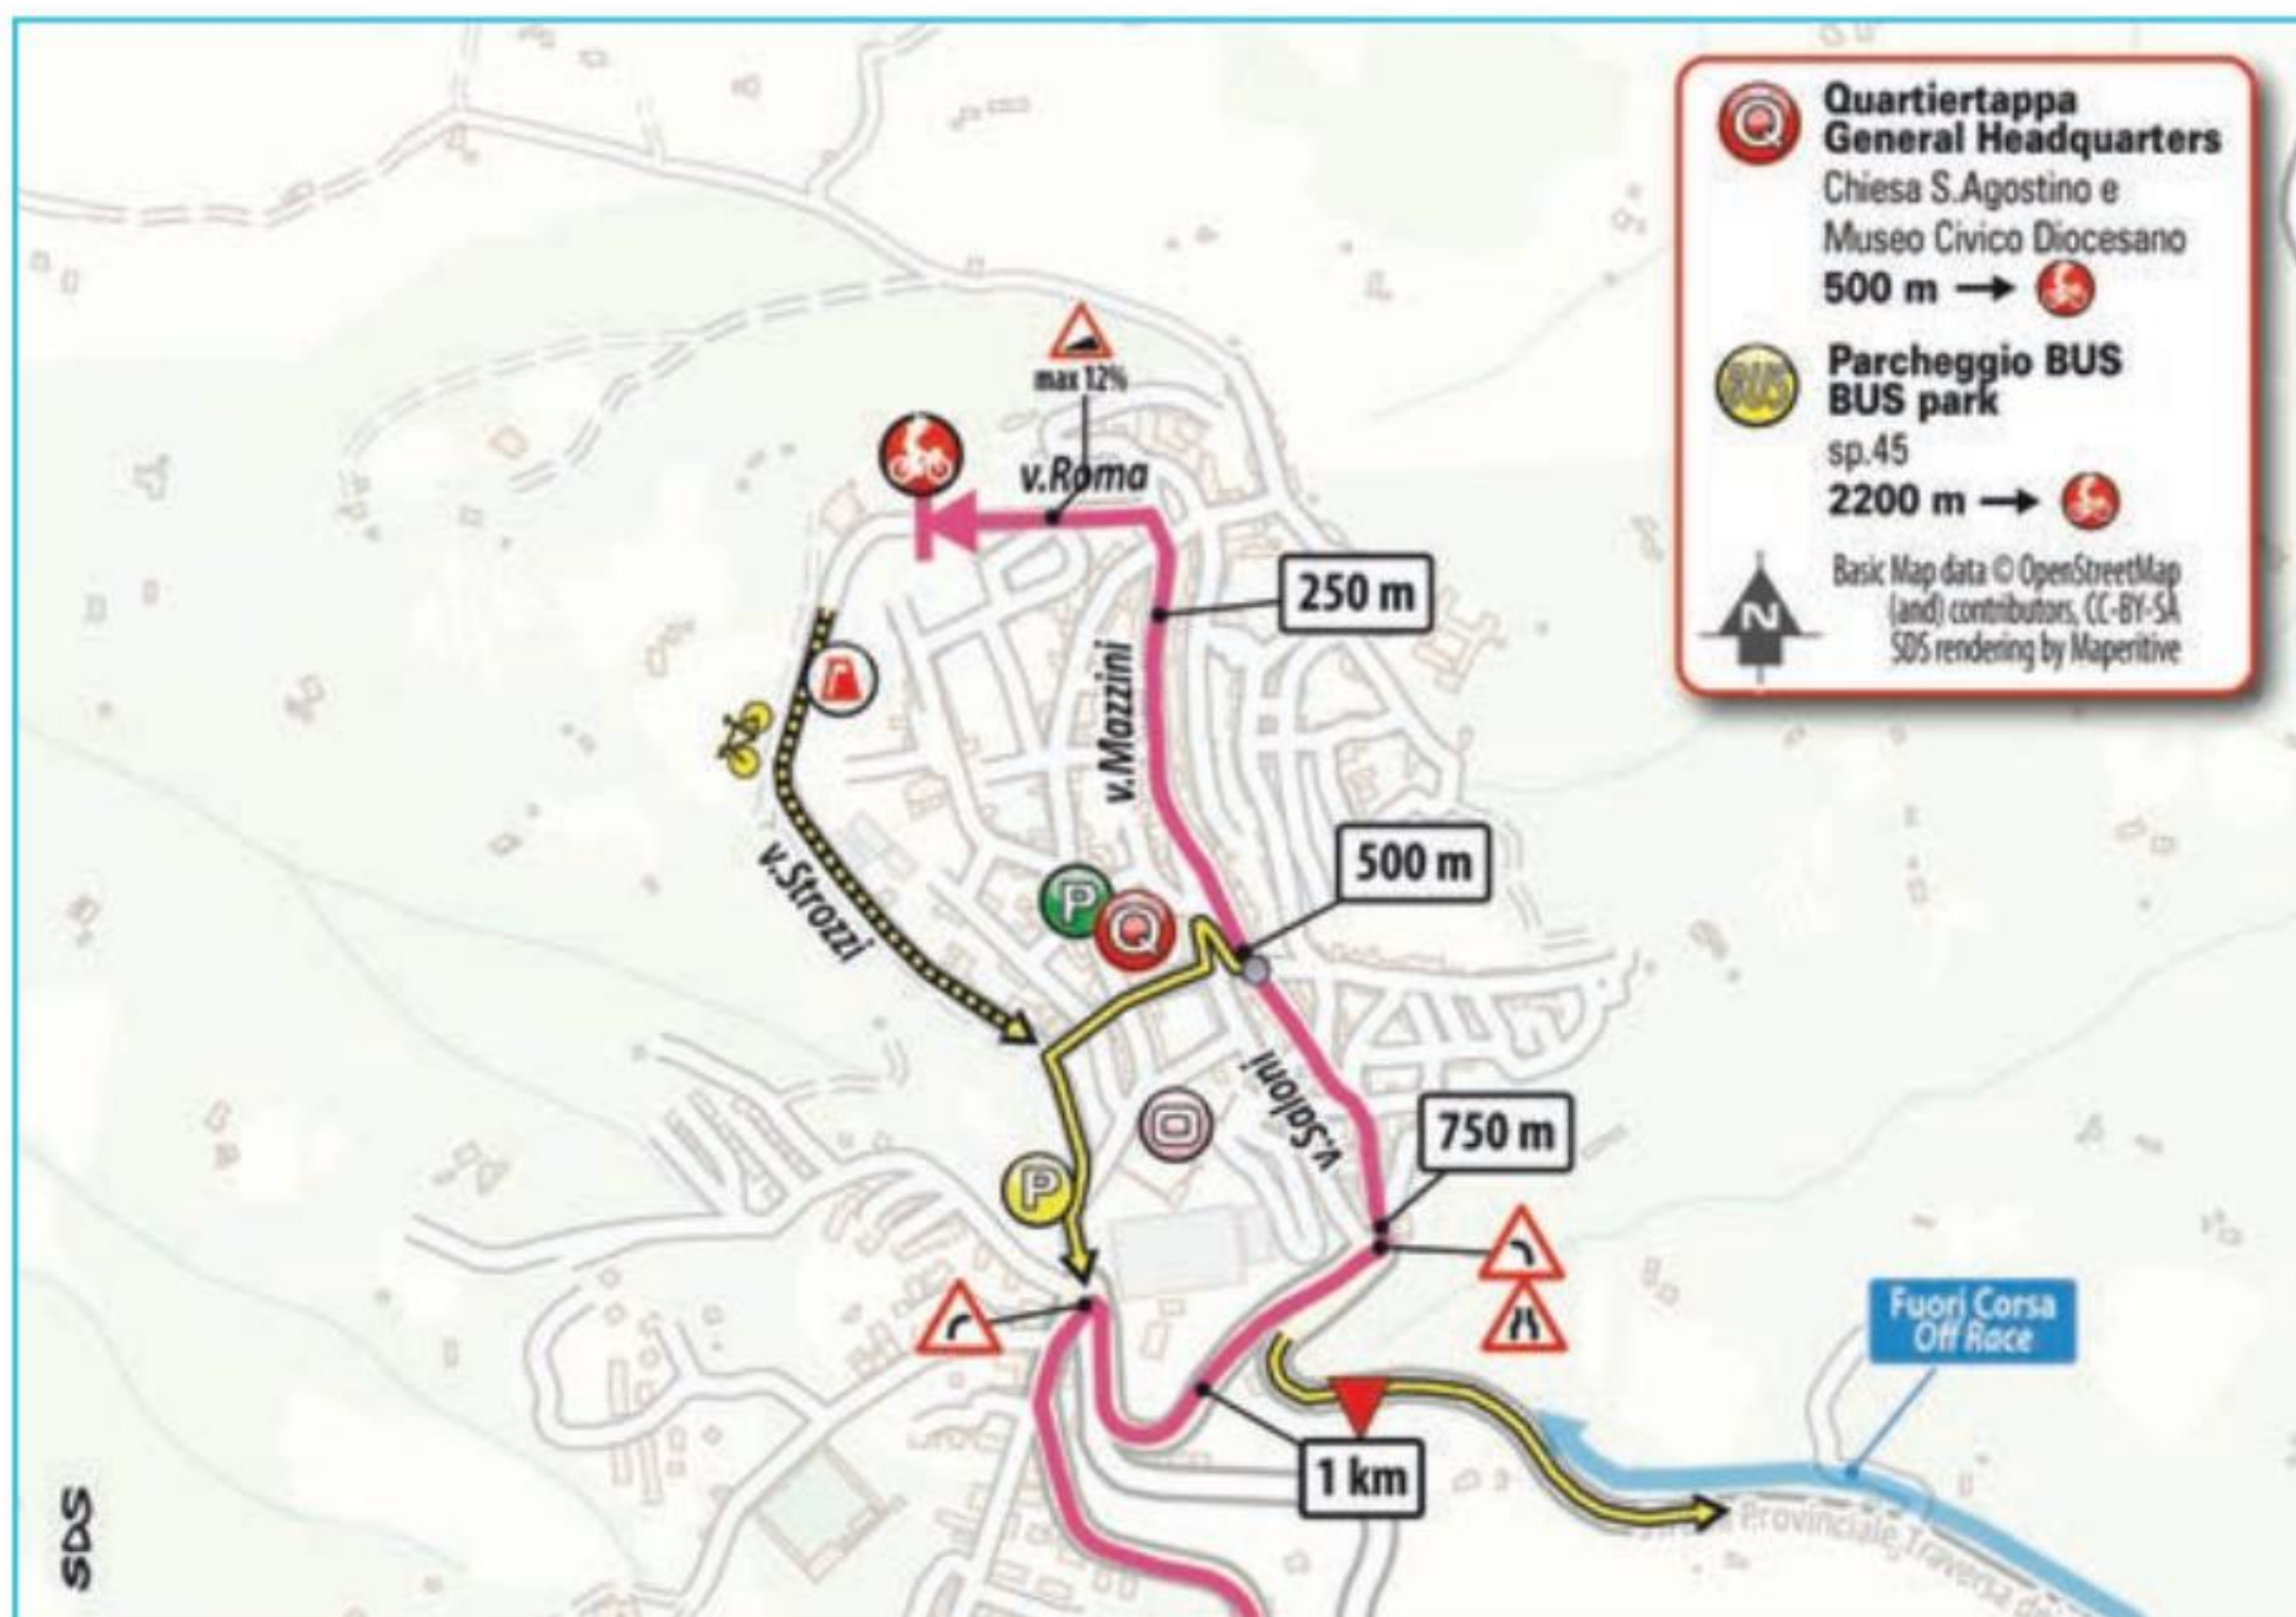 Quartiertappa
General Headquarters
Chiesa S.Agostino e
Museo Civico Diocesano
500 m
Parcheggio BUS
BUS park
sp.45
2200 m
Basic Map data © OpenStreetMap
(and) contributors, CC-BY-SA
SDS rendering by Maperitive
Q
BUS
N
max 12%
v.Roma
250 m
v.Mazzini
v.Strozzi
500 m
P
Q
v.Saloni
750 m
P
Fuori Corsa
Off Race
1 km
Provinciale Traversa
SDS